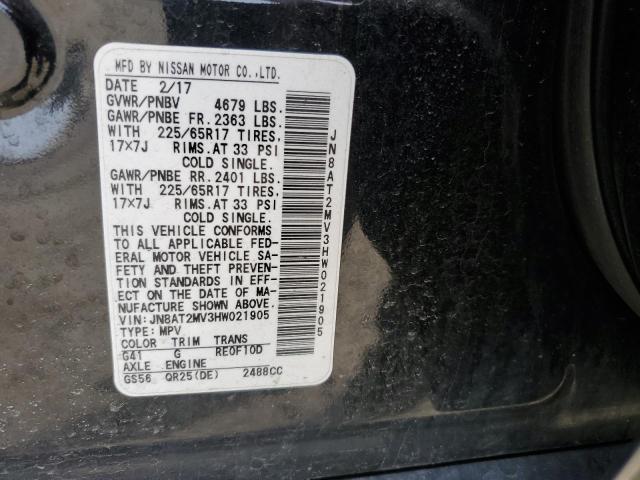 MFD BY NISSAN MOTOR CO.,LTD.
DATE 2/17
GVWR/PNBV 4679 LBS.
GAWR/PNBE FR. 2363 LBS.
WITH 225/65R17 TIRES,
17×7J RIMS.AT 33 PSI
COLD SINGLE.
GAWR/PNBE RR. 2401 LBS.
WITH 225/65R17 TIRES,
17×7J RIMS.AT 33 PSI
COLD SINGLE.
THIS VEHICLE CONFORMS
TO ALL APPLICABLE FED-
ERAL MOTOR VEHICLE SA-
FETY AND THEFT PREVEN-
TION STANDARDS IN EFF-
ECT ON THE DATE OF MA-
NUFACTURE SHOWN ABOVE.
VIN:JN8AT2MV3HW021905
TYPE:MPV
COLOR TRIM TRANS
G41 G RE0F10D
AXLE ENGINE
GS56 QR25(DE) 2488CC
JN8AT2MV3HW021905